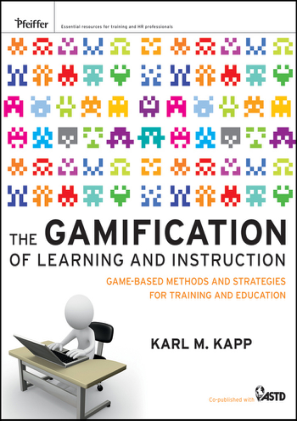 Pfeiffer
Essential resources for training and HR professionals
THE GAMIFICATION
OF LEARNING AND INSTRUCTION
GAME-BASED METHODS AND STRATEGIES
FOR TRAINING AND EDUCATION
KARL M. KAPP
Co-published with ASTD